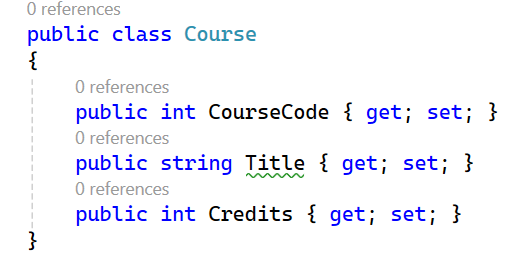 0 references
public class Course
{
0 references
public int CourseCode { get; set; }
0 references
public string Title { get; set; }
0 references
public int Credits { get; set; }
}